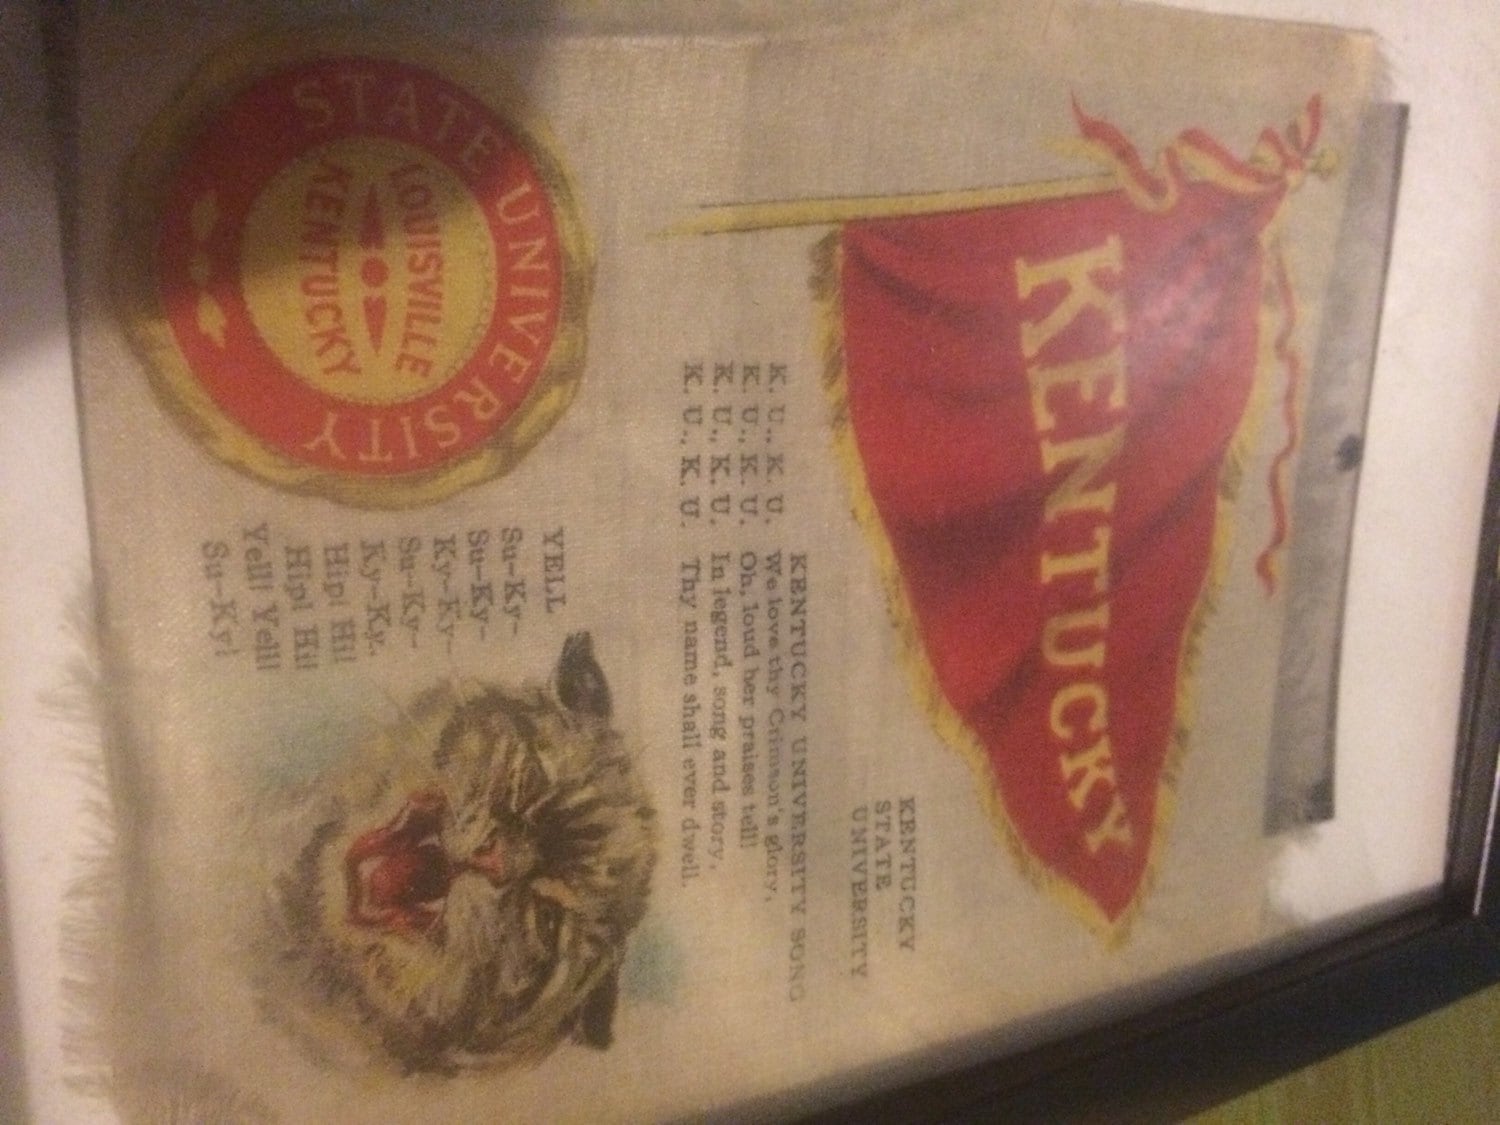 KENTUCKY
KENTUCKY
STATE
UNIVERSITY
KENTUCKY UNIVERSITY SONG
K. U., K. U. We love thy Crimson's glory,
K. U., K. U. Oh, loud her praises tell!
K. U., K. U. In legend, song and story,
K. U., K. U. Thy name shall ever dwell.
STATE UNIVERSITY
LOUISVILLE
KENTUCKY
YELL
Su-Ky-
Su-Ky-
Ky-Ky-
Su-Ky-
Ky-Ky.
Hip! Hi!
Hip! Hi!
Yell! Yell!
Su-Ky!